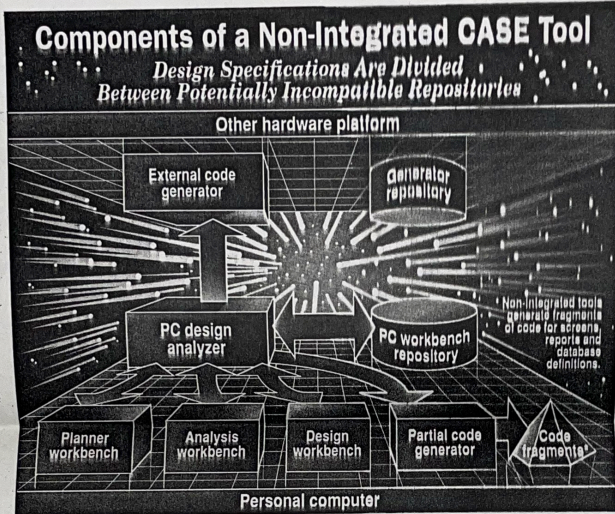 Components of a Non-Integrated CASE Tool
Design Specifications Are Divided
Between Potentially Incompatible Repositories
Other hardware platform
External code
generator
Generator
repository
PC design
analyzer
PC workbench
repository
*Non-integrated tools
generate fragments
of code for screens,
reports and
database
definitions.
Planner
workbench
Analysis
workbench
Design
workbench
Partial code
generator
Code
fragments*
Personal computer